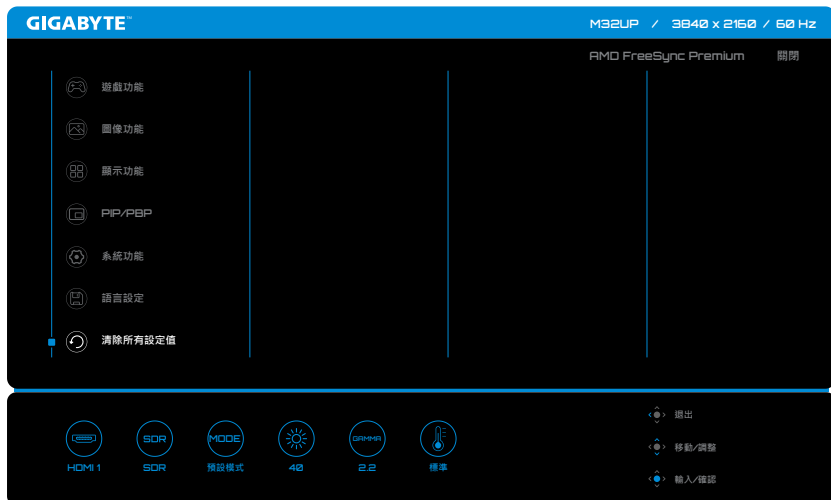 GIGABYTE™
M32UP / 3840 x 2160 / 60 Hz
AMD FreeSync Premium 關閉
遊戲功能
圖像功能
顯示功能
PIP/PBP
系統功能
語言設定
清除所有設定值
SDR MODE GAMMA
HDMI 1 SDR 預設模式 40 2.2 標準
退出
移動/調整
輸入/確認